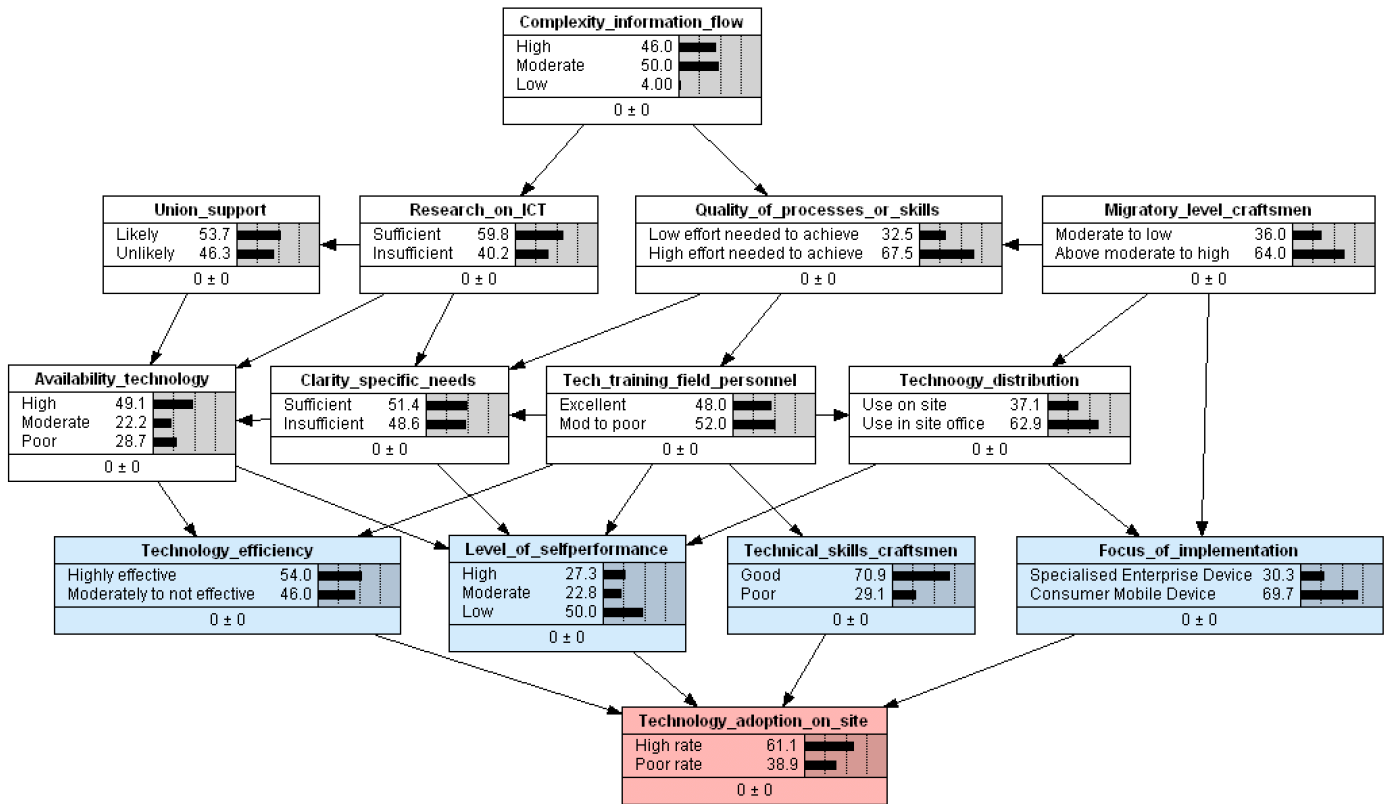 Complexity_information_flow
High 46.0
Moderate 50.0
Low 4.00
0 ± 0
Union_support
Likely 53.7
Unlikely 46.3
0 ± 0
Research_on_ICT
Sufficient 59.8
Insufficient 40.2
0 ± 0
Quality_of_processes_or_skills
Low effort needed to achieve 32.5
High effort needed to achieve 67.5
0 ± 0
Migratory_level_craftsmen
Moderate to low 36.0
Above moderate to high 64.0
0 ± 0
Availability_technology
High 49.1
Moderate 22.2
Poor 28.7
0 ± 0
Clarity_specific_needs
Sufficient 51.4
Insufficient 48.6
0 ± 0
Tech_training_field_personnel
Excellent 48.0
Mod to poor 52.0
0 ± 0
Technoogy_distribution
Use on site 37.1
Use in site office 62.9
0 ± 0
Technology_efficiency
Highly effective 54.0
Moderately to not effective 46.0
0 ± 0
Level_of_selfperformance
High 27.3
Moderate 22.8
Low 50.0
0 ± 0
Technical_skills_craftsmen
Good 70.9
Poor 29.1
0 ± 0
Focus_of_implementation
Specialised Enterprise Device 30.3
Consumer Mobile Device 69.7
0 ± 0
Technology_adoption_on_site
High rate 61.1
Poor rate 38.9
0 ± 0